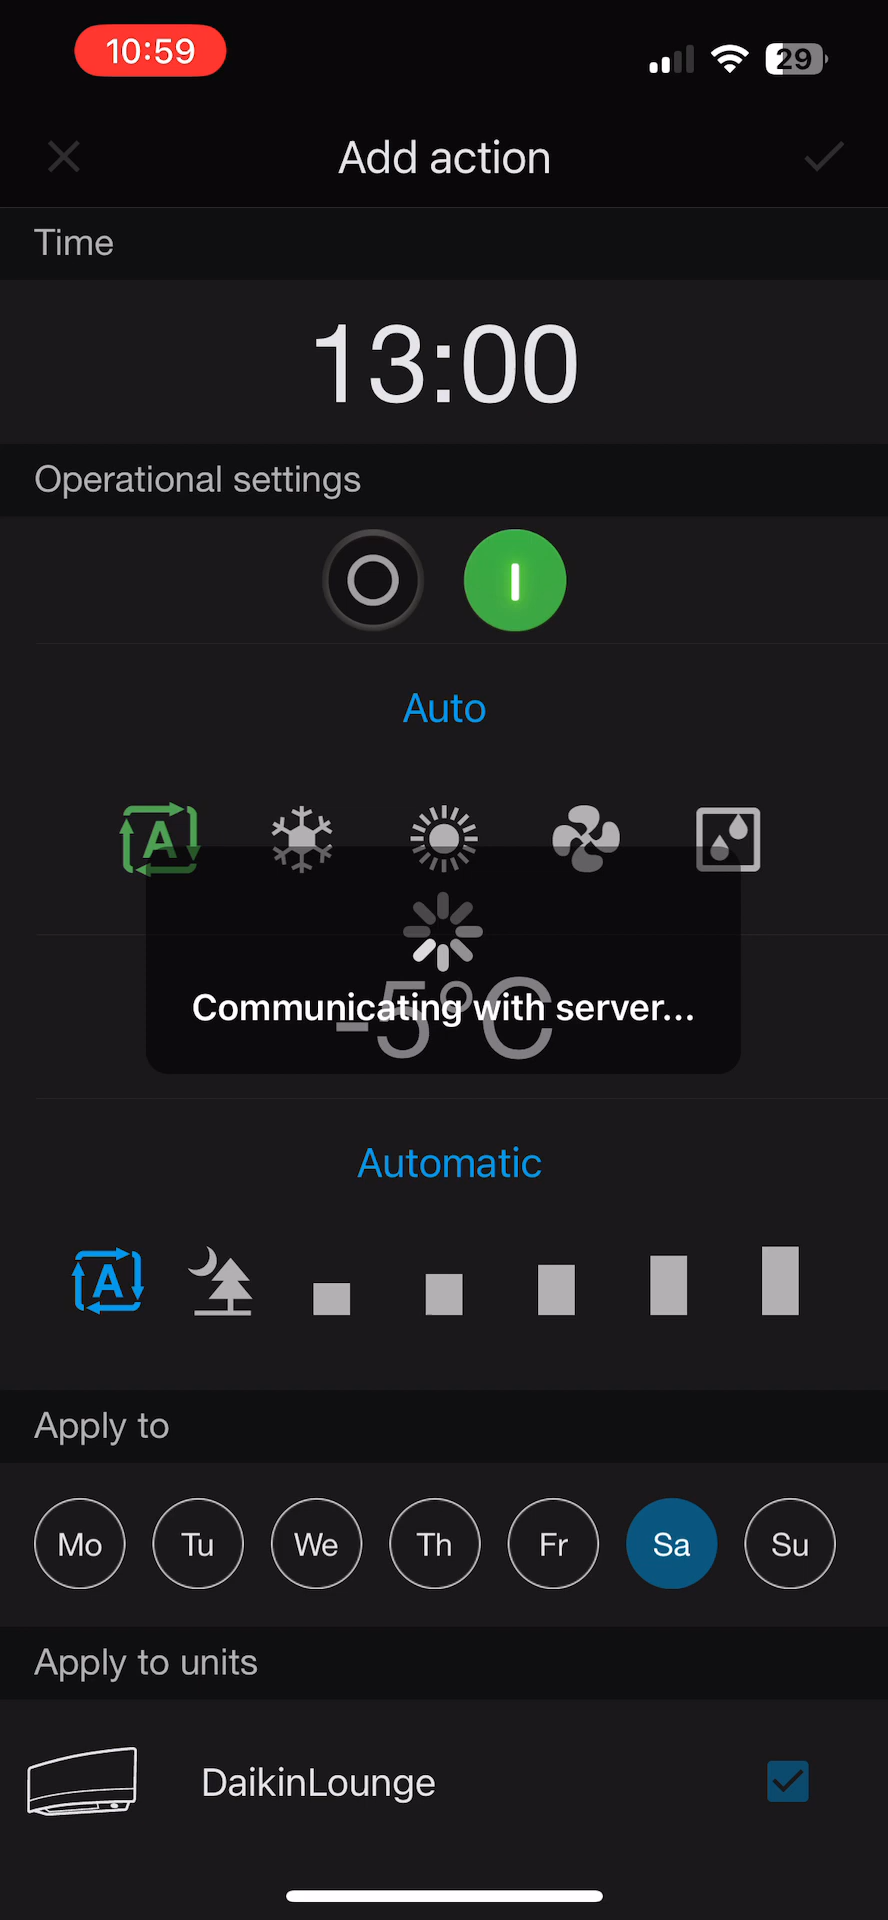 10:59
29
Add action
Time
13:00
Operational settings
Auto
A
Communicating with server...
-5°C
Automatic
A
Apply to
Mo Tu We Th Fr Sa Su
Apply to units
DaikinLounge